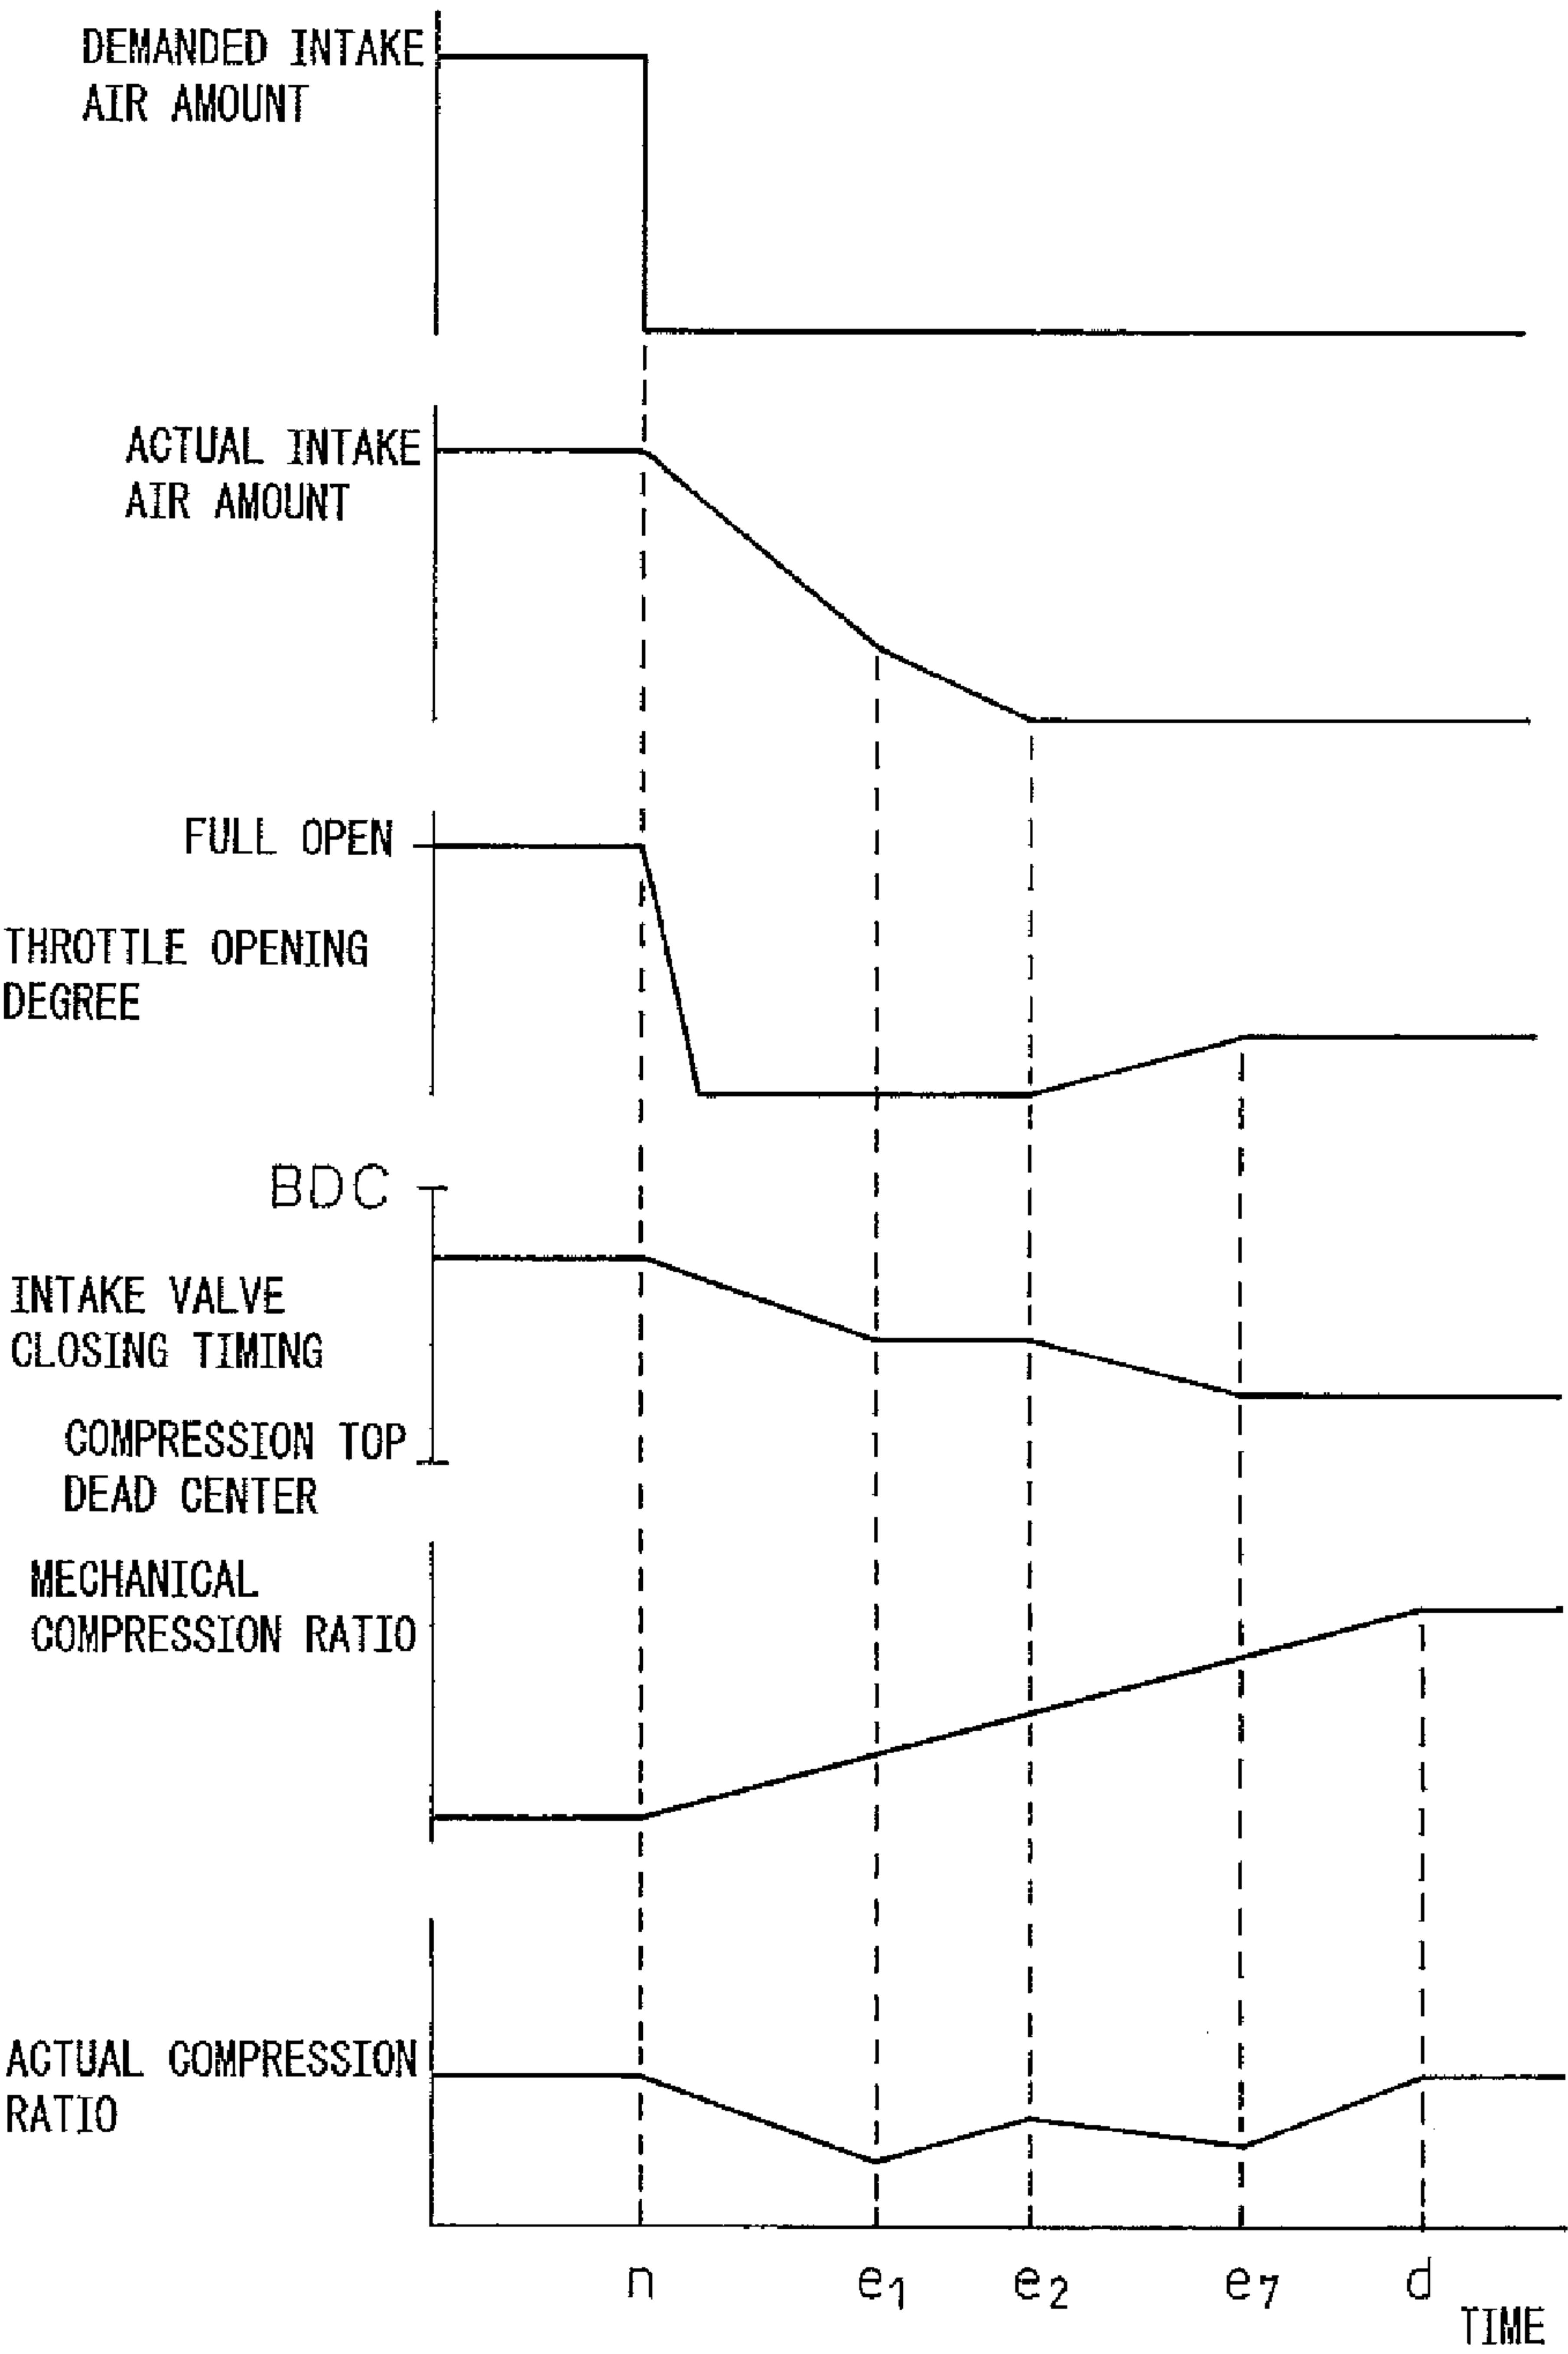 DEMANDED INTAKE
AIR AMOUNT
ACTUAL INTAKE
AIR AMOUNT
FULL OPEN
THROTTLE OPENING
DEGREE
BDC
INTAKE VALVE
CLOSING TIMING
COMPRESSION TOP
DEAD CENTER
MECHANICAL
COMPRESSION RATIO
ACTUAL COMPRESSION
RATIO
n e1 e2 e7 d
TIME